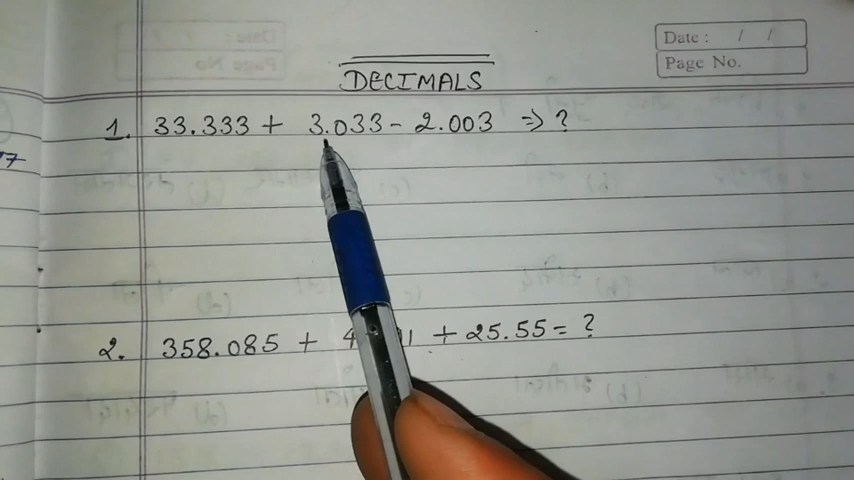 Date : / /
Page No.
DECIMALS
1. 33.333 + 3.033 - 2.003 => ?
2. 358.085 + + 25.55 = ?